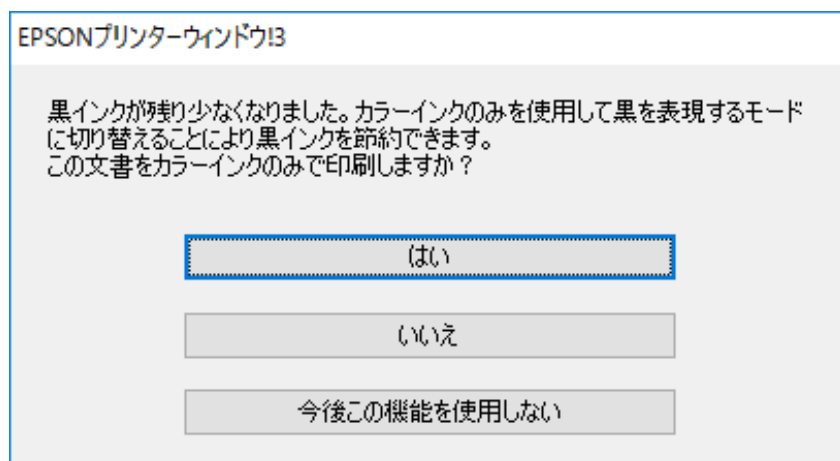 EPSONプリンターウィンドウ!3
黒インクが残り少なくなりました。カラーインクのみを使用して黒を表現するモード
に切り替えることにより黒インクを節約できます。
この文書をカラーインクのみで印刷しますか？
はい
いいえ
今後この機能を使用しない